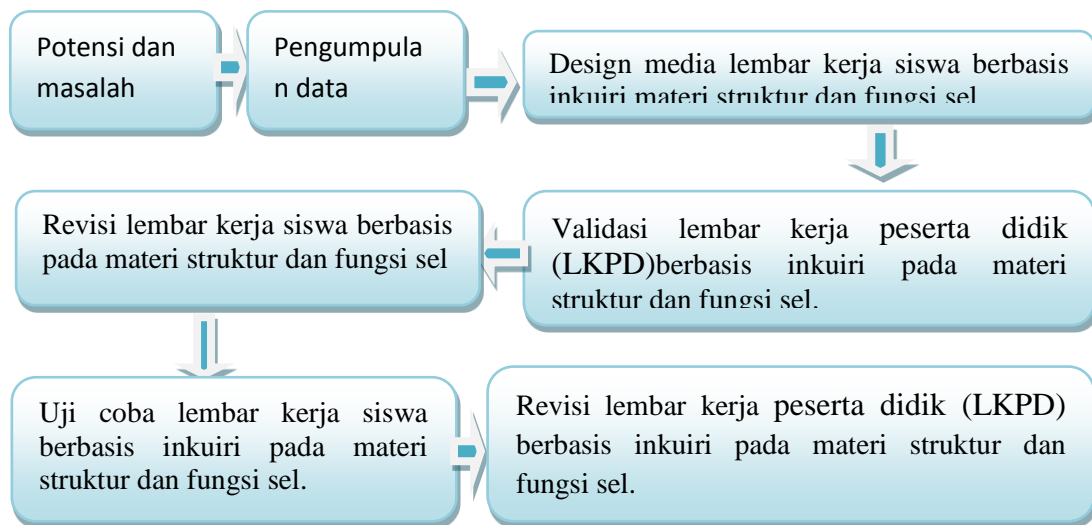 Potensi dan
masalah
Pengumpula
n data
Design media lembar kerja siswa berbasis
inkuiri materi struktur dan fungsi sel
Validasi lembar kerja peserta didik
(LKPD)berbasis inkuiri pada materi
struktur dan fungsi sel.
Revisi lembar kerja siswa berbasis
pada materi struktur dan fungsi sel
Uji coba lembar kerja siswa
berbasis inkuiri pada materi
struktur dan fungsi sel.
Revisi lembar kerja peserta didik (LKPD)
berbasis inkuiri pada materi struktur dan
fungsi sel.